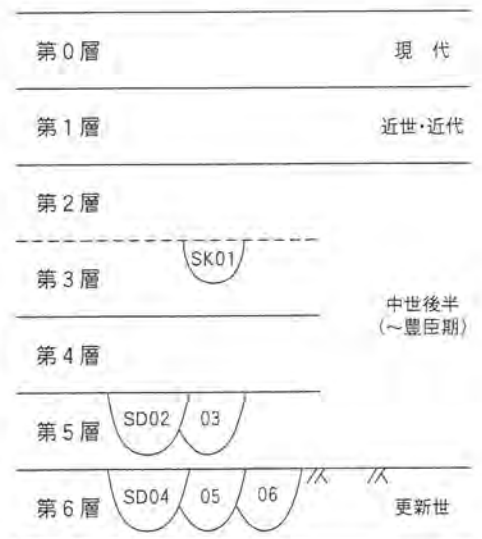 第0層 現代
第1層 近世・近代
第2層
SK01
第3層
中世後半
(〜豊臣期)
第4層
SD02 03
第5層
SD04 05 06
第6層 更新世